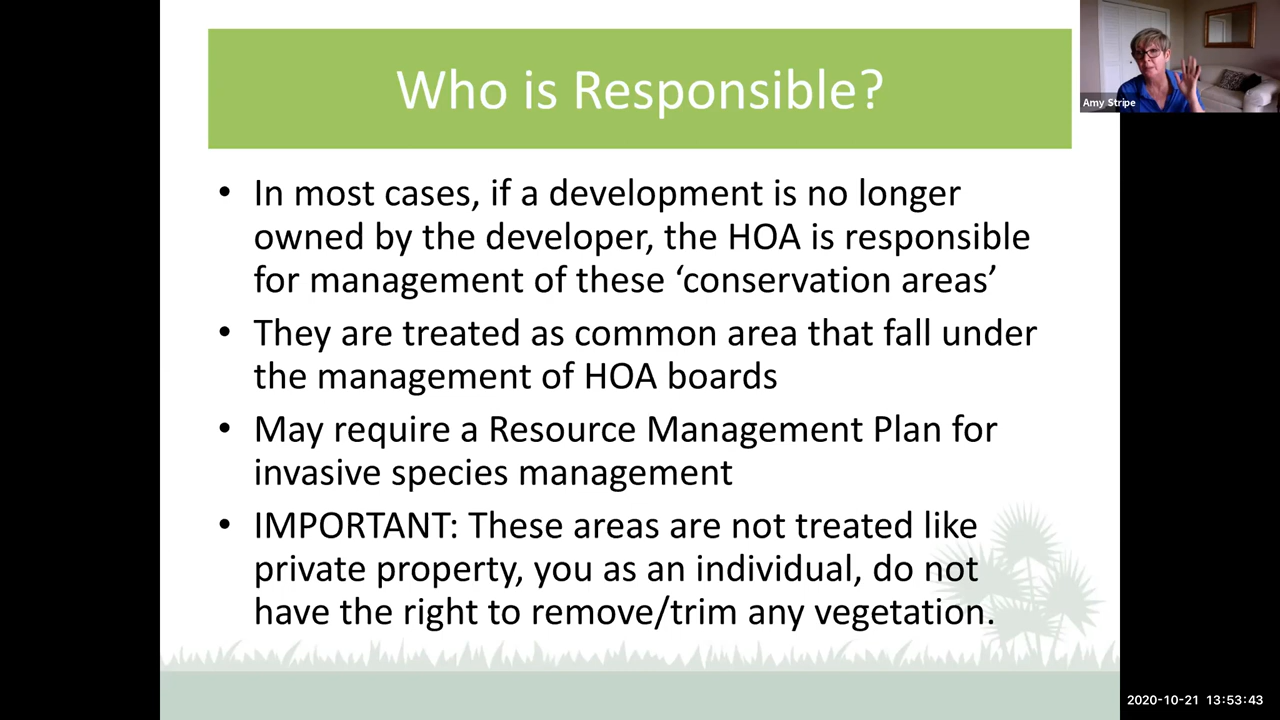 Who is Responsible?
Amy Stripe
• In most cases, if a development is no longer
owned by the developer, the HOA is responsible
for management of these ‘conservation areas’
• They are treated as common area that fall under
the management of HOA boards
• May require a Resource Management Plan for
invasive species management
• IMPORTANT: These areas are not treated like
private property, you as an individual, do not
have the right to remove/trim any vegetation.
2020-10-21 13:53:43